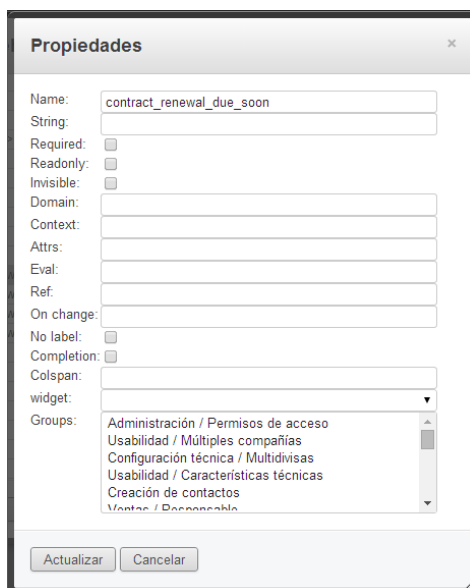 Propiedades ×
Name: contract_renewal_due_soon
String:
Required:
Readonly:
Invisible:
Domain:
Context:
Attrs:
Eval:
Ref:
On change:
No label:
Completion:
Colspan:
widget:
Groups: Administración / Permisos de acceso
Usabilidad / Múltiples compañías
Configuración técnica / Multidivisas
Usabilidad / Características técnicas
Creación de contactos
Ventas / Responsable
Actualizar Cancelar